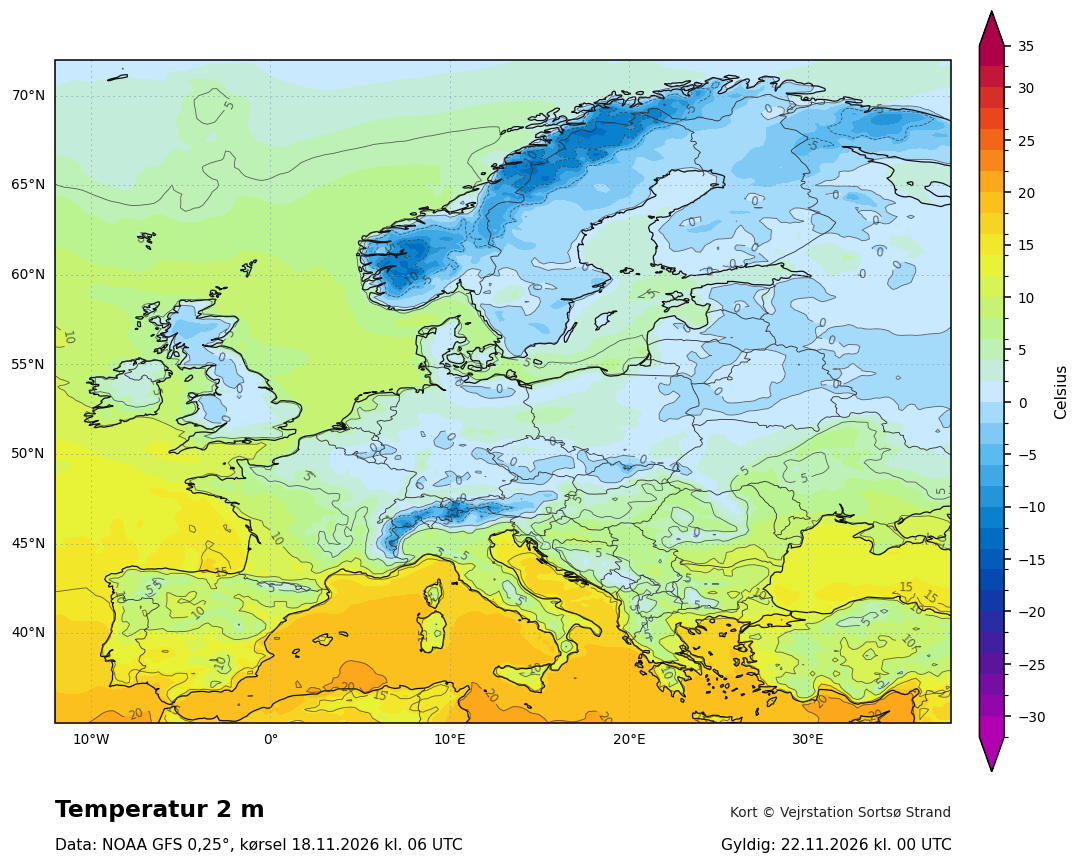 35
30
25
20
15
10
5
0
−5
−10
−15
−20
−25
−30
Celsius
70°N
65°N
60°N
55°N
50°N
45°N
40°N
10°W
0°
10°E
20°E
30°E
Temperatur 2 m
Kort © Vejrstation Sortsø Strand
Data: NOAA GFS 0,25°, kørsel 18.11.2026 kl. 06 UTC
Gyldig: 22.11.2026 kl. 00 UTC